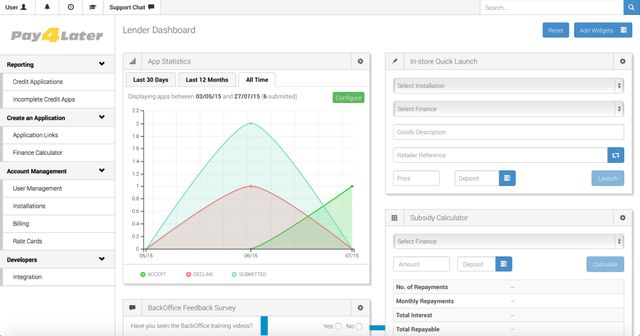 User
Support Chat
Search...
Pay4Later
Lender Dashboard
Reset
Add Widgets
Reporting
Credit Applications
Incomplete Credit Apps
Create an Application
Application Links
Finance Calculator
Account Management
User Management
Installations
Billing
Rate Cards
Developers
Integration
App Statistics
Last 30 Days
Last 12 Months
All Time
Displaying apps between 03/05/15 and 27/07/15 (6 submitted)
Configure
2.2
2
1.8
1.6
1.4
1.2
1
0.8
0.6
0.4
0.2
0
05/15
06/15
07/15
ACCEPT
DECLINE
SUBMITTED
BackOffice Feedback Survey
Have you seen the BackOffice training videos?
Yes
No
In-store Quick Launch
Select Installation
Select Finance
Goods Description
Retailer Reference
Price
Deposit
Launch
Subsidy Calculator
Select Finance
Amount
Deposit
Calculate
No. of Repayments --
Monthly Repayments --
Total Interest --
Total Repayable --